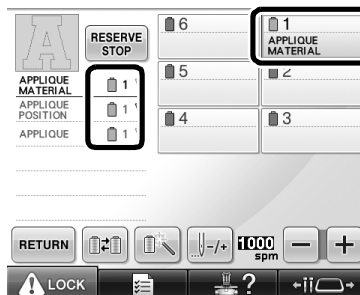 A
RESERVE
STOP
6
1
APPLIQUE
MATERIAL
APPLIQUE
MATERIAL
1
5
2
APPLIQUE
POSITION
1
APPLIQUE
1
4
3
RETURN
-/+
1000
spm
-
+
LOCK
?